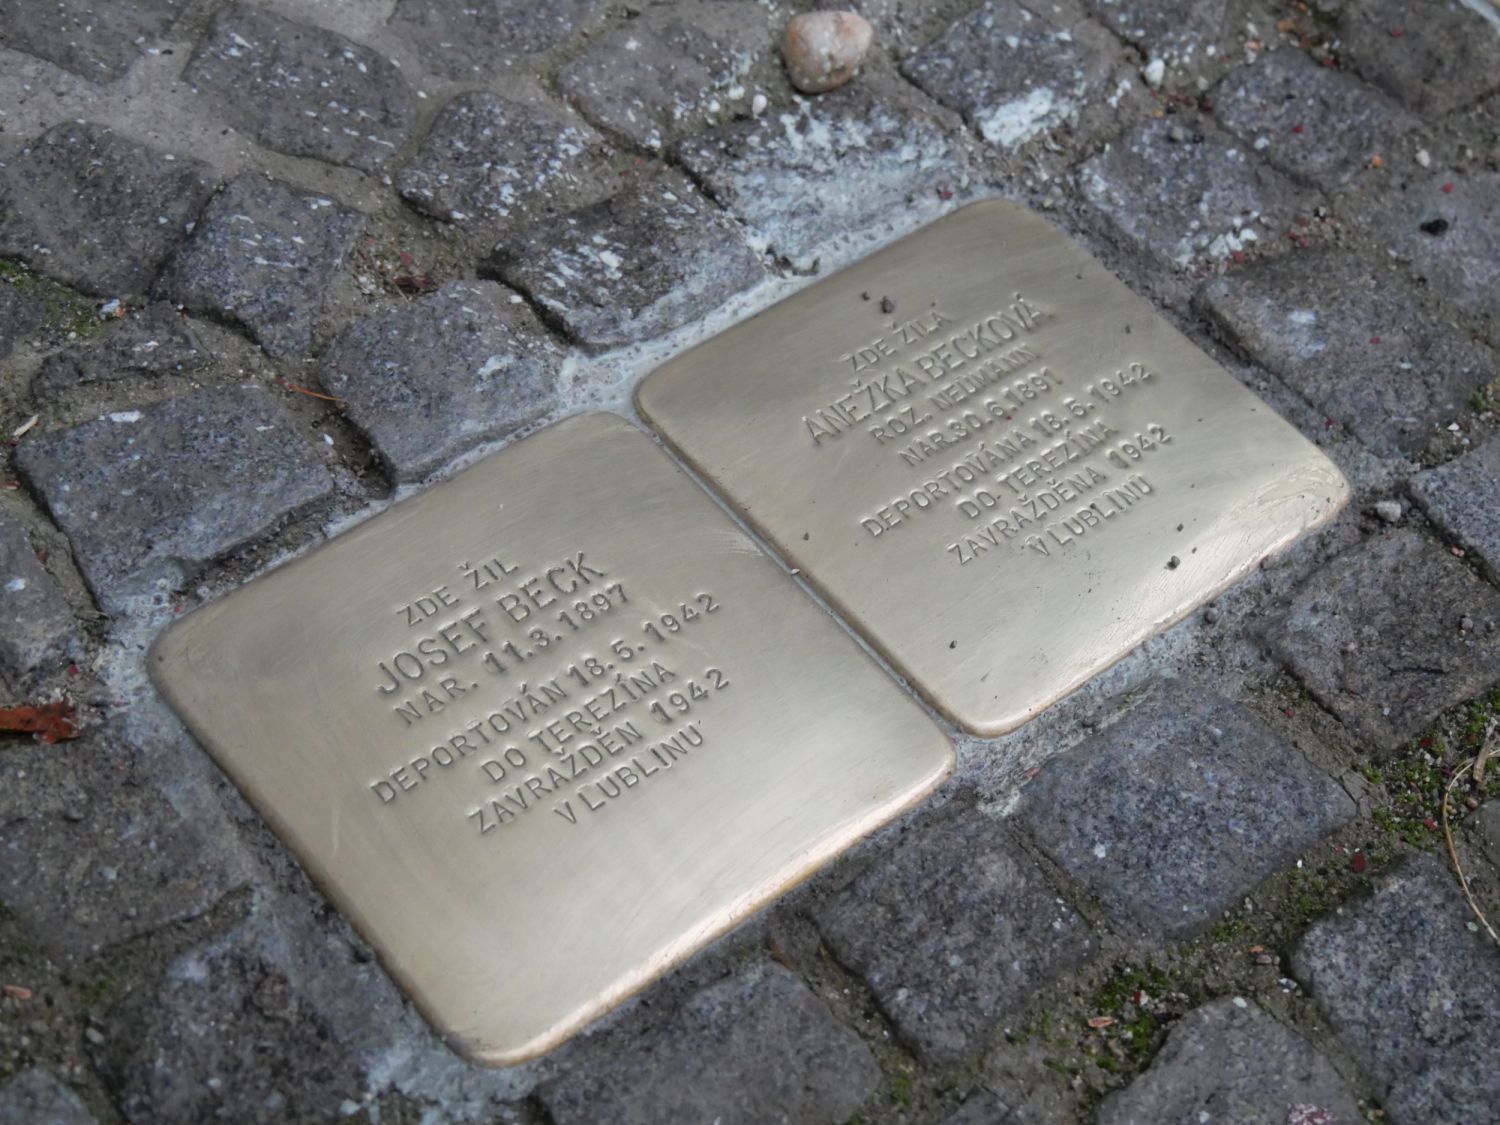 ZDE ŽIL
JOSEF BECK
NAR. 11.3.1897
DEPORTOVÁN 18.5.1942
DO TEREZÍNA
ZAVRAŽDĚN 1942
V LUBLINU
ZDE ŽILA
ANEŽKA BECKOVÁ
ROZ. NEUMANN
NAR.30.6.1891
DEPORTOVÁNA 18.5.1942
DO TEREZÍNA
ZAVRAŽDĚNA 1942
V LUBLINU